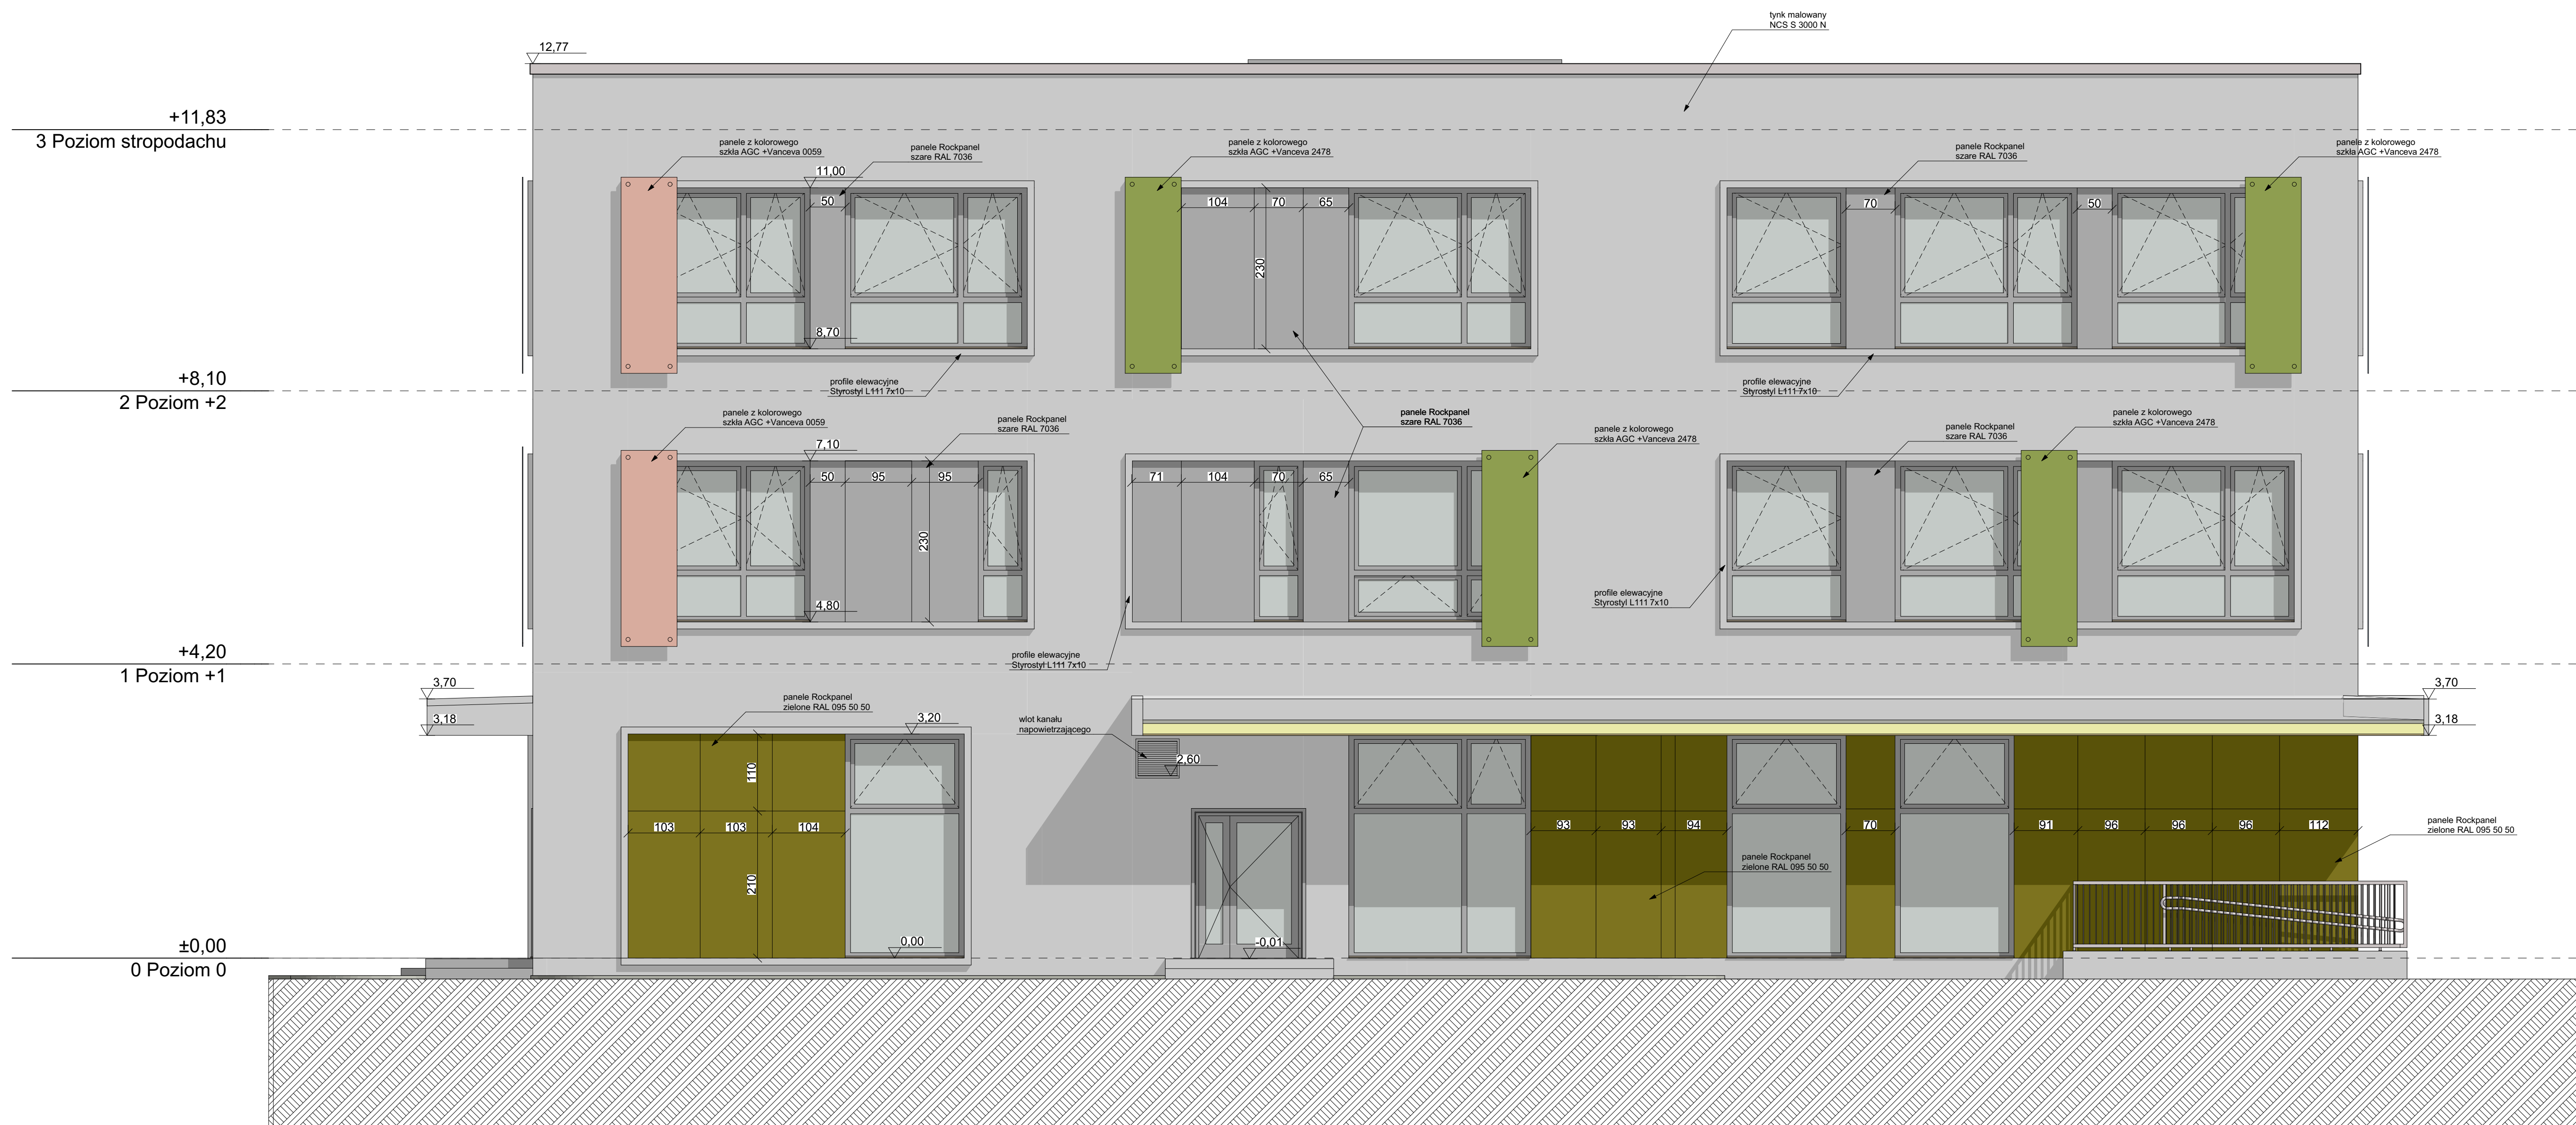 tynk malowany
NCS S 3000 N
12,77
+11,83
3 Poziom stropodachu
panele z kolorowego
szkła AGC +Vanceva 0059
panele Rockpanel
szare RAL 7036
panele z kolorowego
szkła AGC +Vanceva 2478
panele Rockpanel
szare RAL 7036
panele z kolorowego
szkła AGC +Vanceva 2478
11,00
50
104
70
65
70
50
230
8,70
+8,10
2 Poziom +2
profile elewacyjne
Styrostyl L111 7x10
profile elewacyjne
Styrostyl L111 7x10
panele z kolorowego
szkła AGC +Vanceva 0059
panele Rockpanel
szare RAL 7036
panele Rockpanel
szare RAL 7036
panele z kolorowego
szkła AGC +Vanceva 2478
panele Rockpanel
szare RAL 7036
panele z kolorowego
szkła AGC +Vanceva 2478
7,10
50
95
95
71
104
70
65
230
4,80
profile elewacyjne
Styrostyl L111 7x10
+4,20
1 Poziom +1
profile elewacyjne
Styrostyl L111 7x10
3,70
3,18
3,70
3,18
panele Rockpanel
zielone RAL 095 50 50
3,20
wlot kanału
napowietrzającego
2,60
110
103
103
104
93
93
94
70
91
96
96
96
112
panele Rockpanel
zielone RAL 095 50 50
panele Rockpanel
zielone RAL 095 50 50
210
0,00
-0,01
±0,00
0 Poziom 0